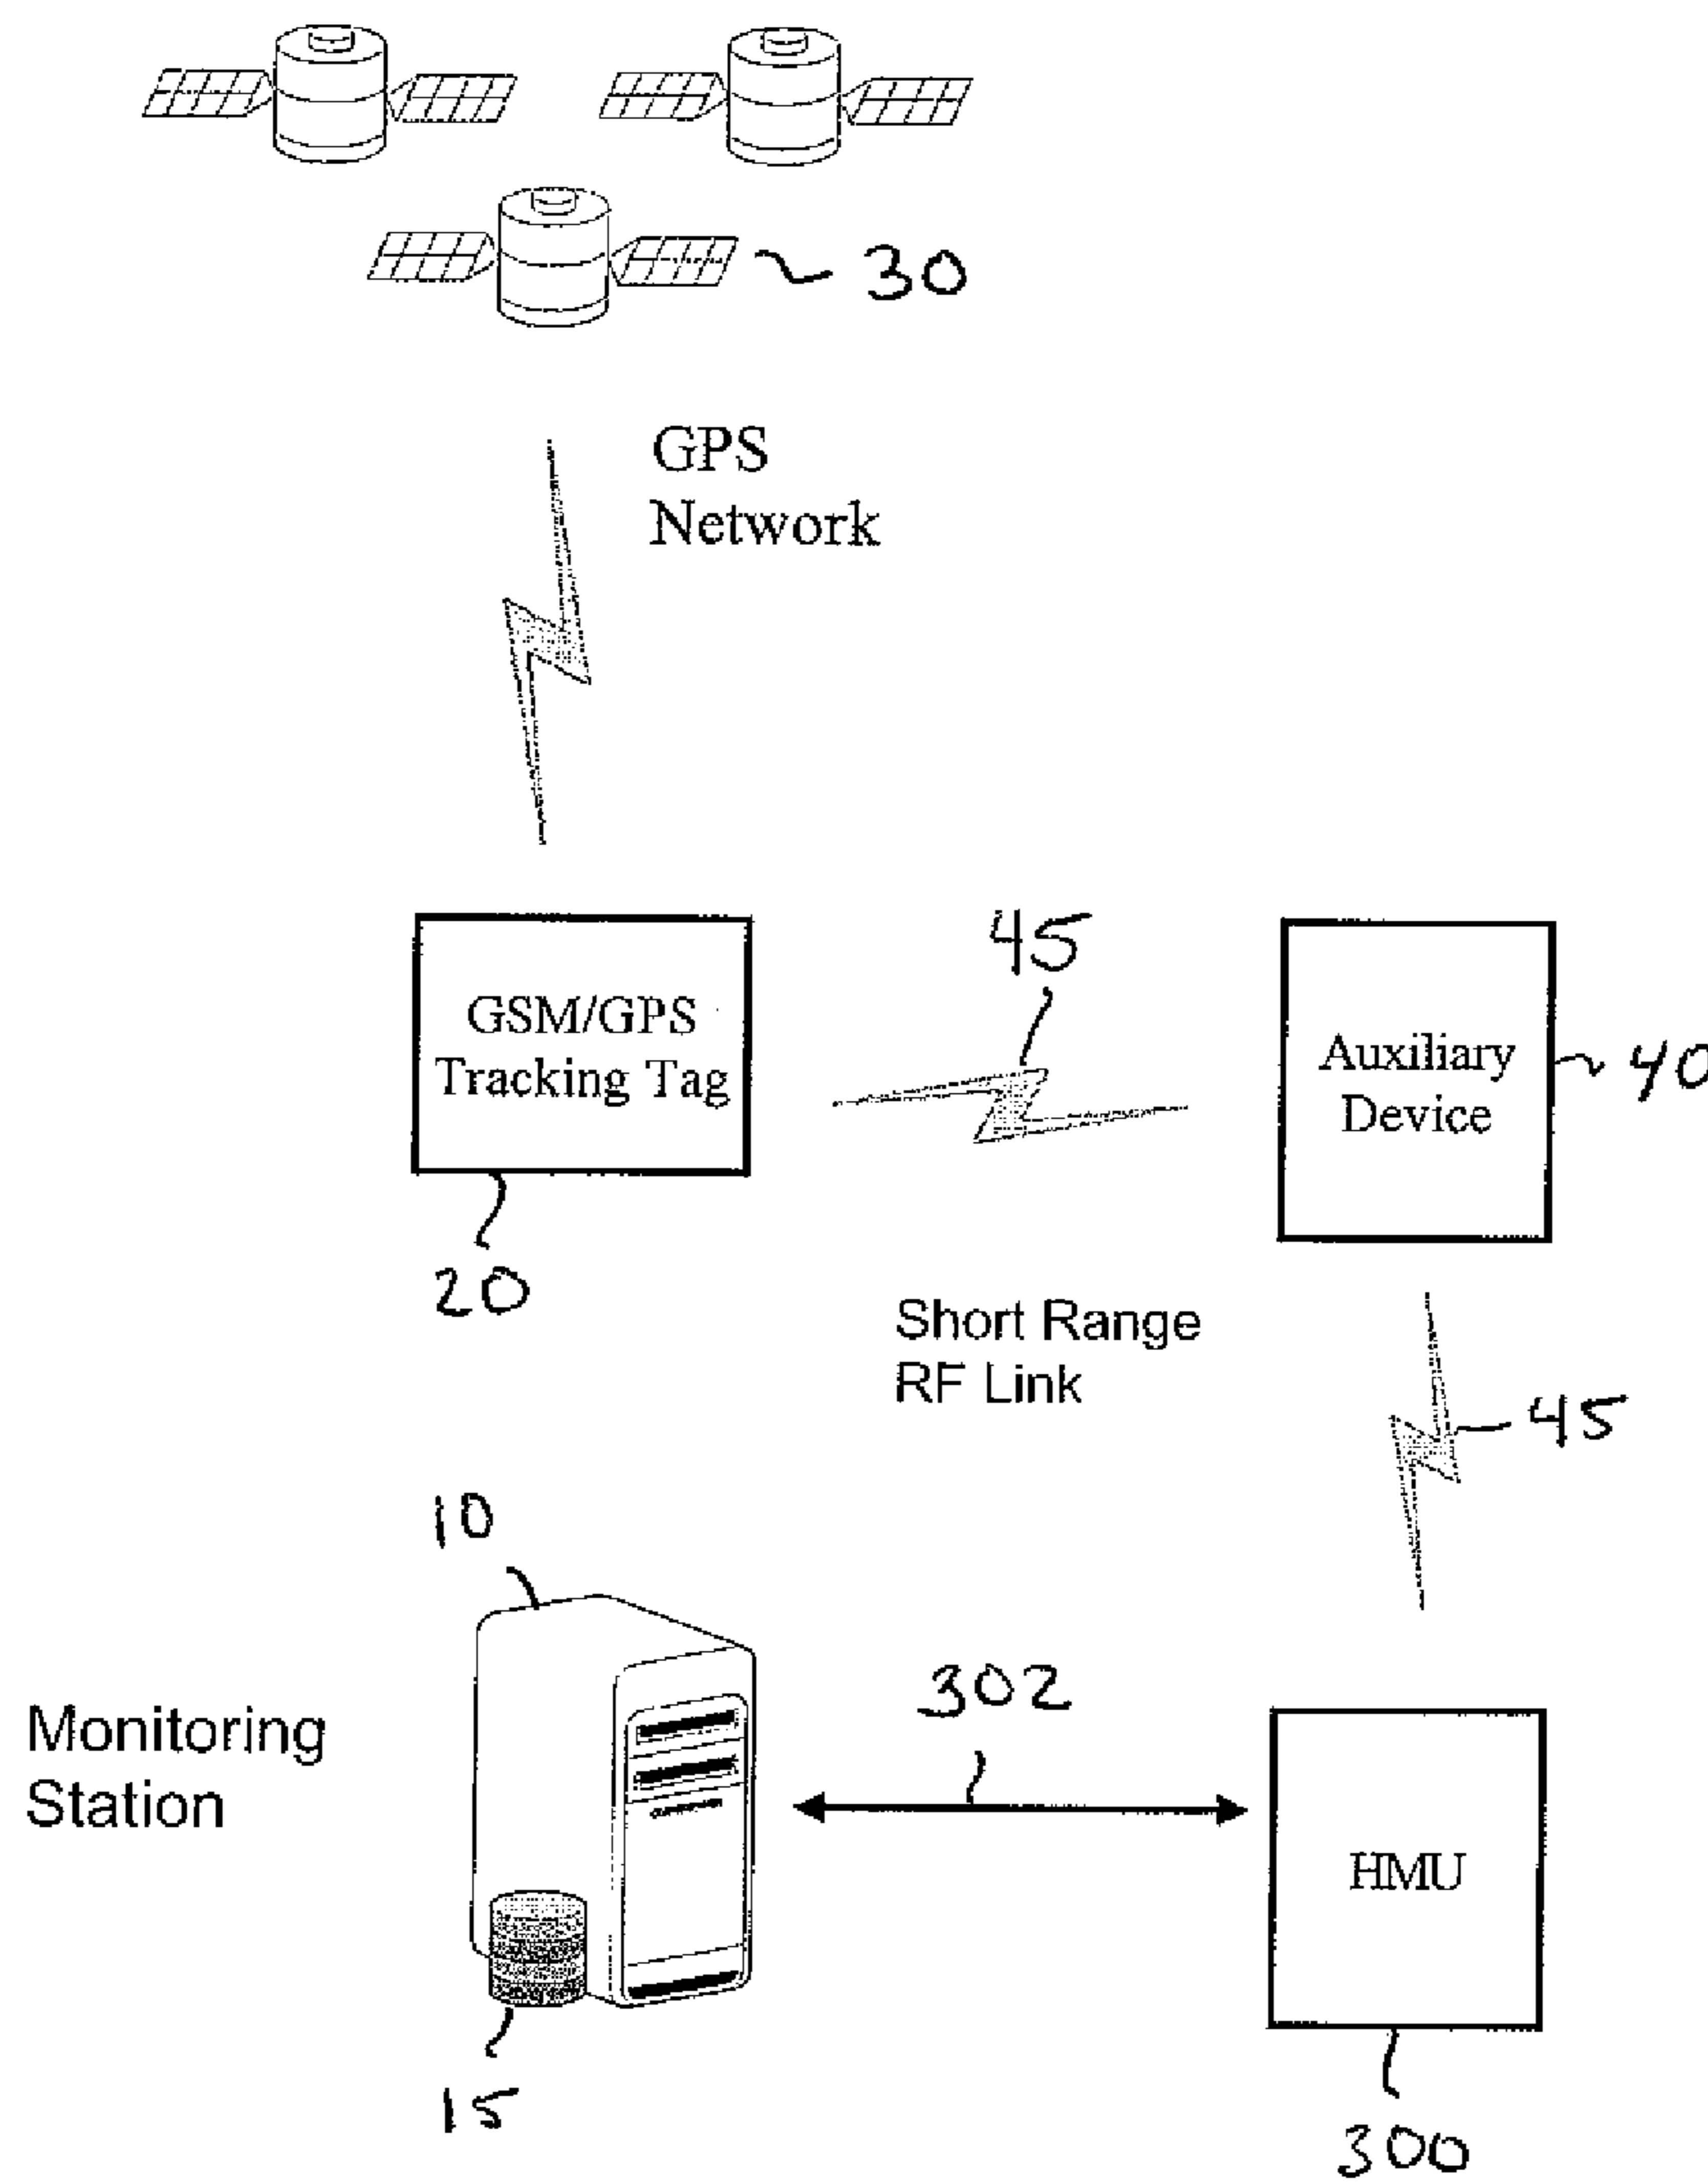 30
GPS
Network
45
GSM/GPS
Tracking Tag
Auxiliary
Device
40
20
Short Range
RF Link
45
10
302
Monitoring
Station
HMU
15
300